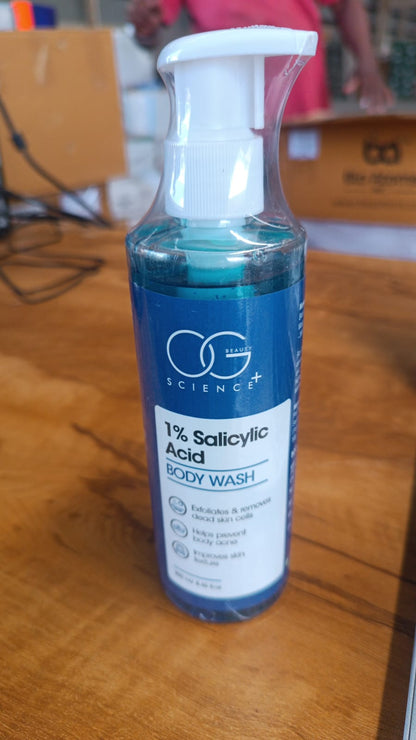 OG
BEAUTY
SCIENCE+
1% Salicylic
Acid
BODY WASH
Exfoliates & removes
dead skin cells
Helps prevent
body acne
Improves skin
texture